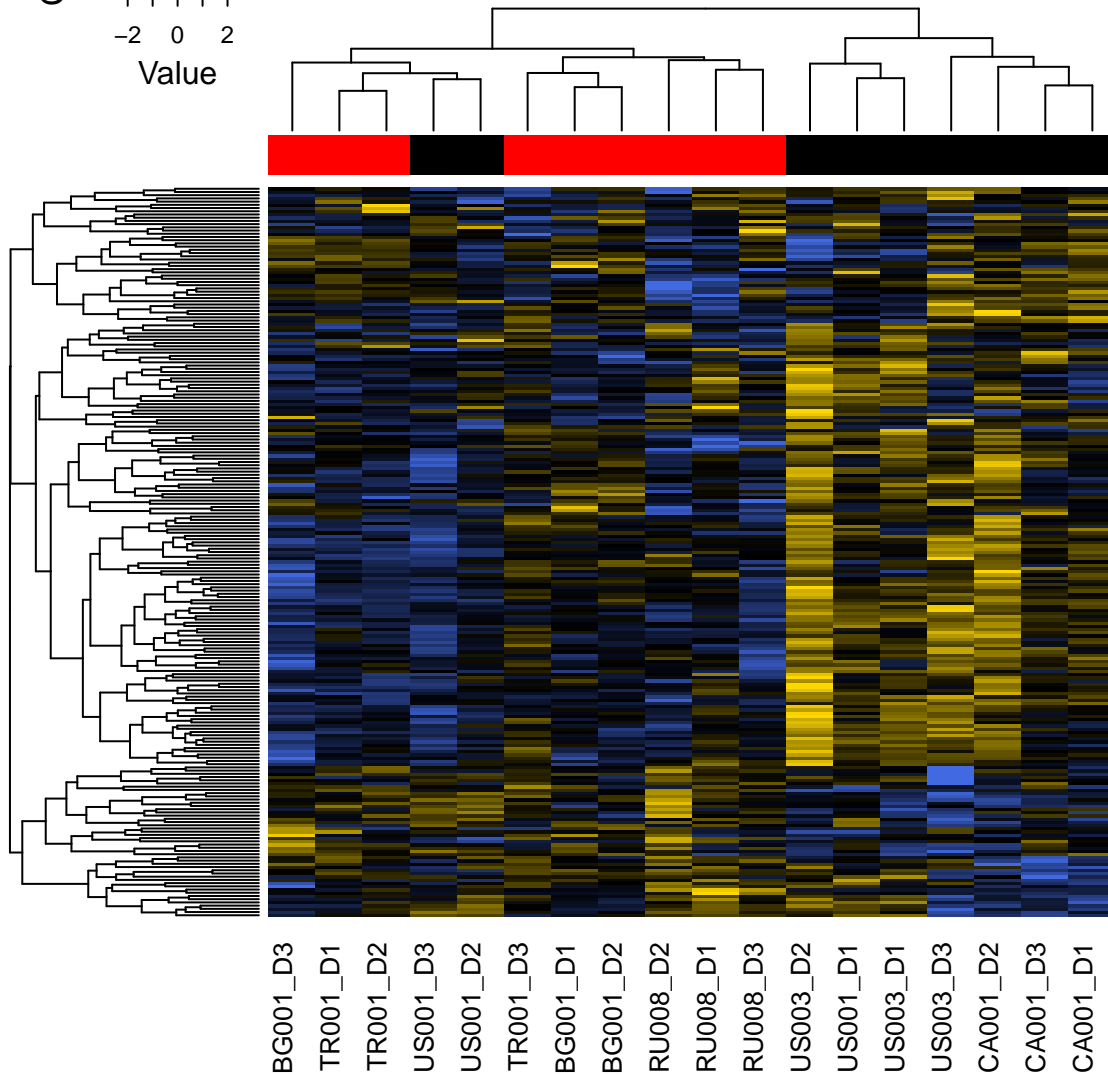 −2 0 2
Value
BG001_D3
TR001_D1
TR001_D2
US001_D3
US001_D2
TR001_D3
BG001_D1
BG001_D2
RU008_D2
RU008_D1
RU008_D3
US003_D2
US001_D1
US003_D1
US003_D3
CA001_D2
CA001_D3
CA001_D1